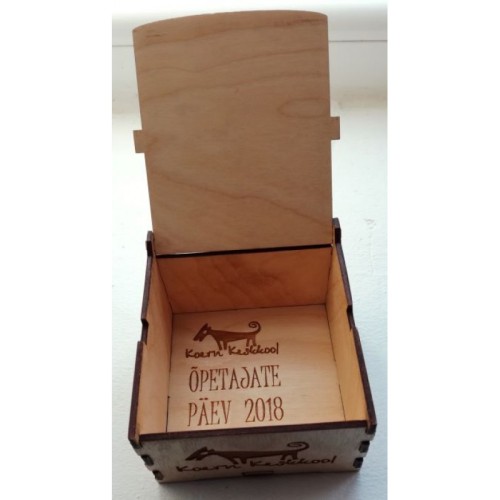 Koeru Keskkool
ÕPETAJATE
PÄEV 2018
Koeru Keskkool